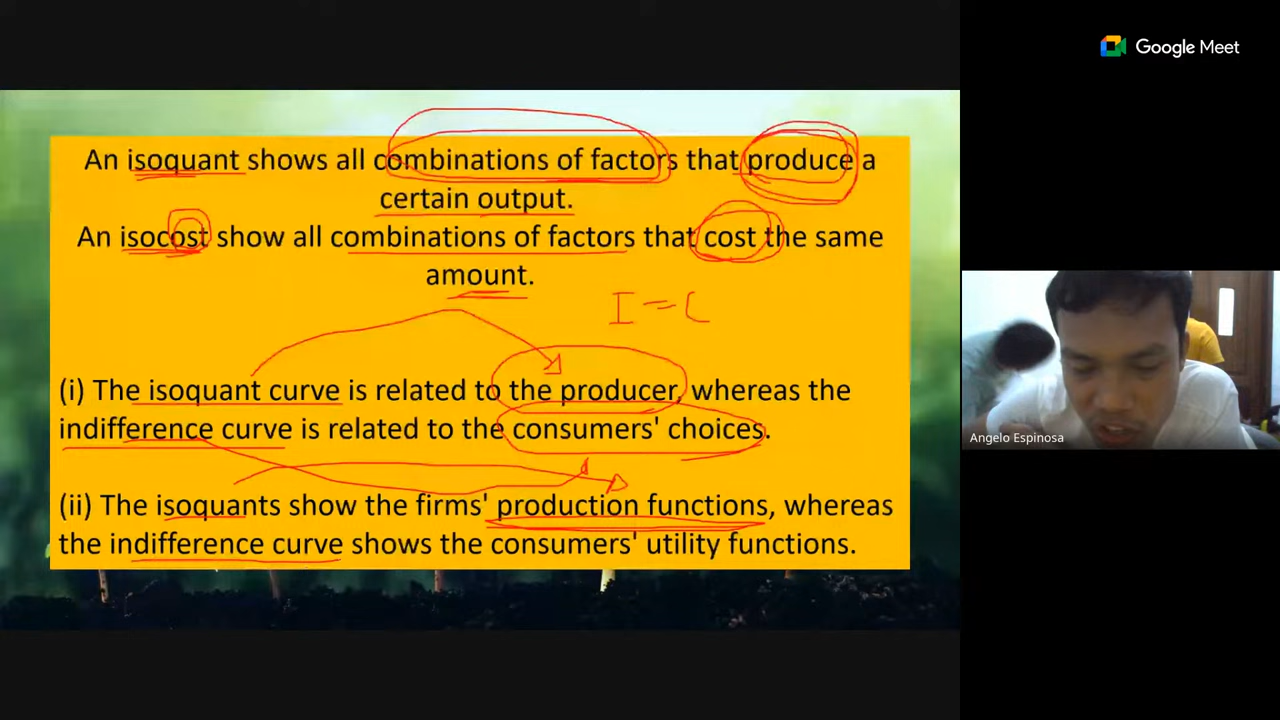 Google Meet
An isoquant shows all combinations of factors that produce a
certain output.
An isocost show all combinations of factors that cost the same
amount.
I = C
(i) The isoquant curve is related to the producer, whereas the
indifference curve is related to the consumers' choices.
Angelo Espinosa
(ii) The isoquants show the firms' production functions, whereas
the indifference curve shows the consumers' utility functions.